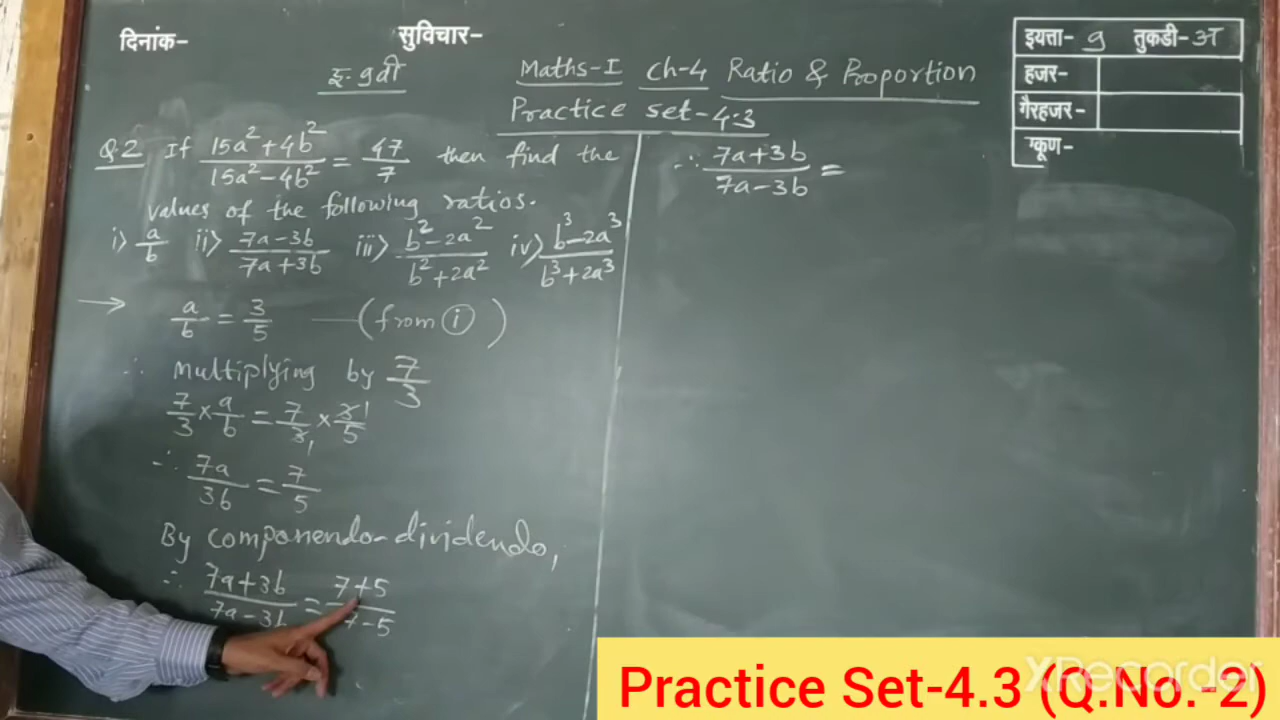 दिनांक-
सुविचार-
इयत्ता- 9 तुकडी- अ
हजर-
गैरहजर-
एकूण-
इ. 9वी
Maths-I Ch-4 Ratio & Proportion
Practice set-4.3
Q.2 If (15a²+4b²)/(15a²-4b²) = 47/7 then find the
values of the following ratios.
i) a/b ii) (7a-3b)/(7a+3b) iii) (b²-2a²)/(b²+2a²) iv) (b³-2a³)/(b³+2a³)
→ a/b = 3/5 —(from ①)
∴ Multiplying by 7/3
7/3 × a/b = 7/3 1 × 3 1/5
∴ 7a/3b = 7/5
By componendo-dividendo,
∴ (7a+3b)/(7a-3b) = (7+5)/(7-5)
∴ (7a+3b)/(7a-3b) =
Practice Set-4.3 (Q.No.-2)
XRecorder